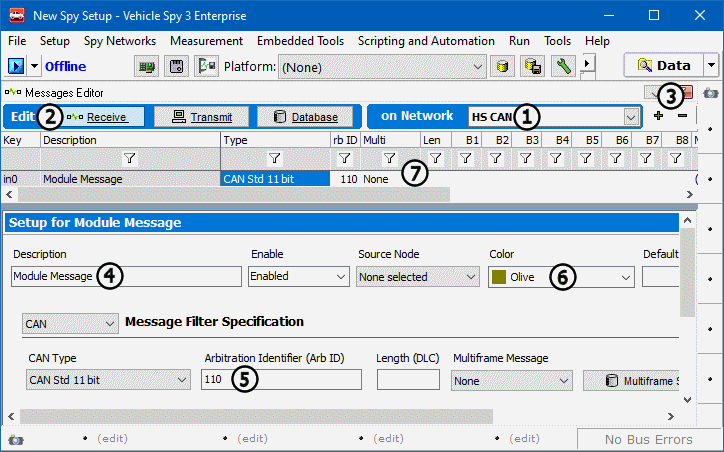 New Spy Setup - Vehicle Spy 3 Enterprise
File Setup Spy Networks Measurement Embedded Tools Scripting and Automation Run Tools Help
Offline Platform: (None) Data
Messages Editor 3
Edit 2 Receive Transmit Database on Network HS CAN 1
Key Description Type rb ID Multi Len B1 B2 B3 B4 B5 B6 B7 B8
in0 Module Message CAN Std 11 bit 110 None 7
Setup for Module Message
Description Enable Source Node Color Default
Module Message 4 Enabled None selected Olive 6
CAN Message Filter Specification
CAN Type Arbitration Identifier (Arb ID) Length (DLC) Multiframe Message
CAN Std 11 bit 110 5 None Multiframe S
(edit) (edit) (edit) (edit) No Bus Errors